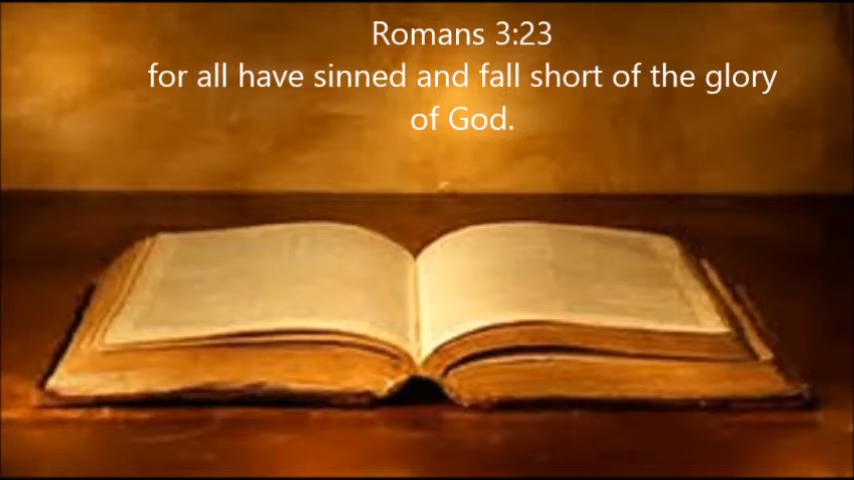 Romans 3:23
for all have sinned and fall short of the glory
of God.